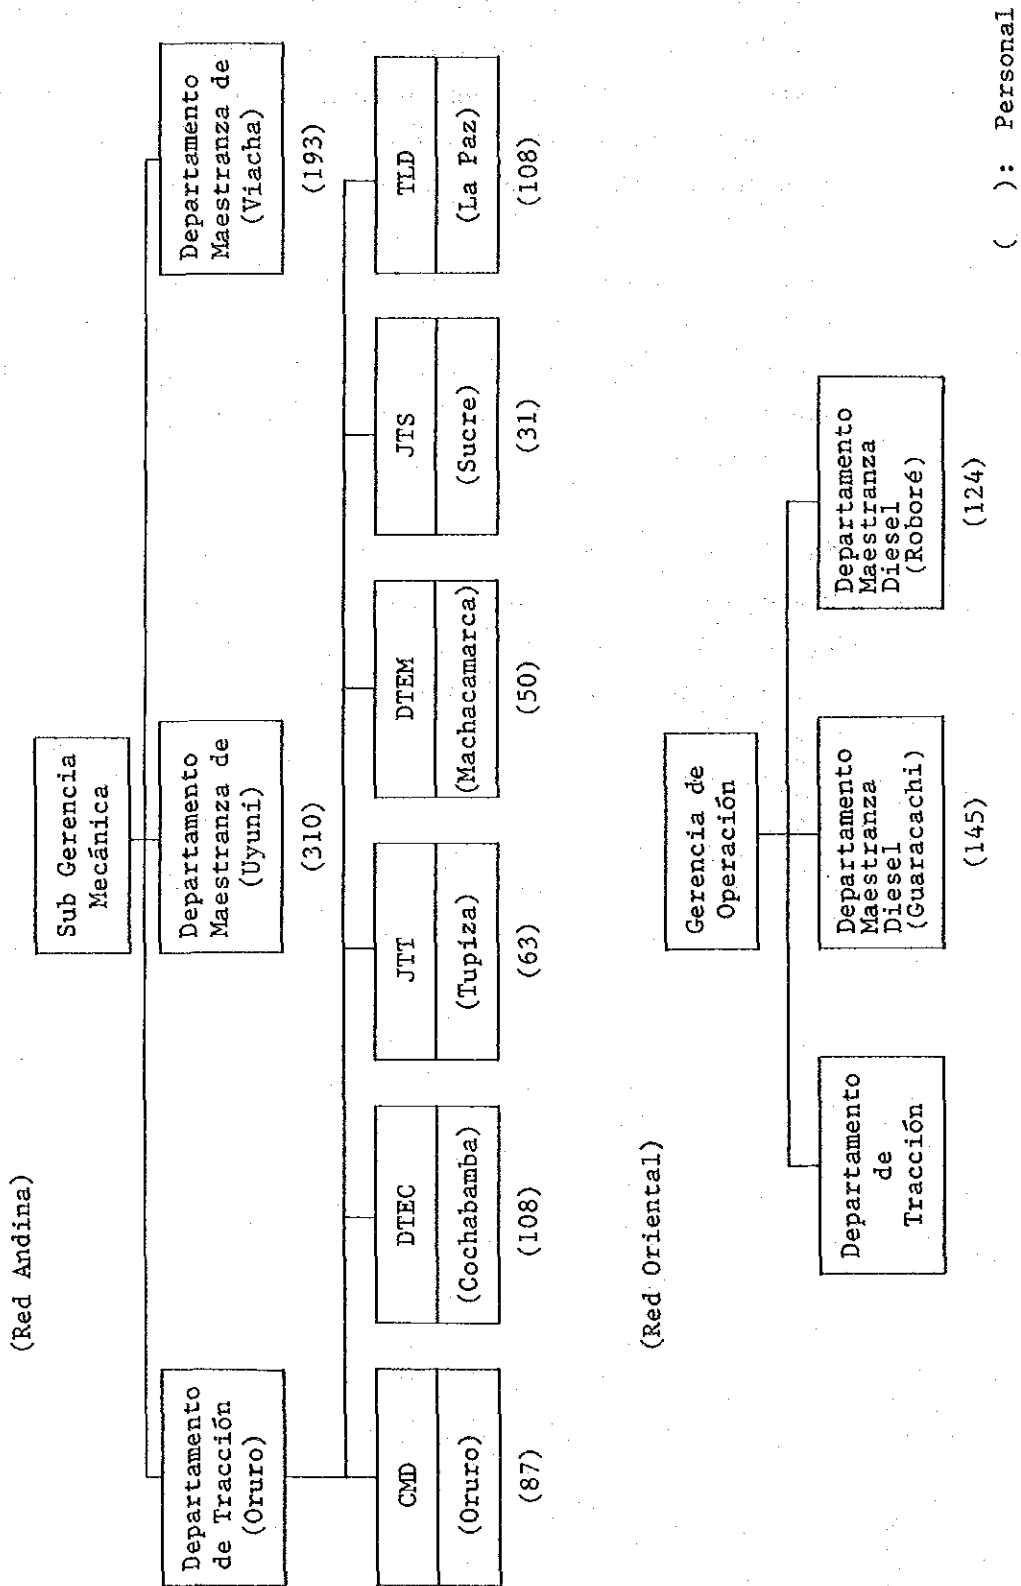 (Red Andina)
Sub Gerencia
Mecánica
Departamento
de Tracción
(Oruro)
Departamento
Maestranza de
(Uyuni)
(310)
Departamento
Maestranza de
(Viacha)
(193)
CMD
(Oruro)
(87)
DTEC
(Cochabamba)
(108)
JTT
(Tupiza)
(63)
DTEM
(Machacamarca)
(50)
JTS
(Sucre)
(31)
TLD
(La Paz)
(108)
(Red Oriental)
Gerencia de
Operación
Departamento
de
Tracción
Departamento
Maestranza
Diesel
(Guaracachi)
(145)
Departamento
Maestranza
Diesel
(Roboré)
(124)
( ): Personal